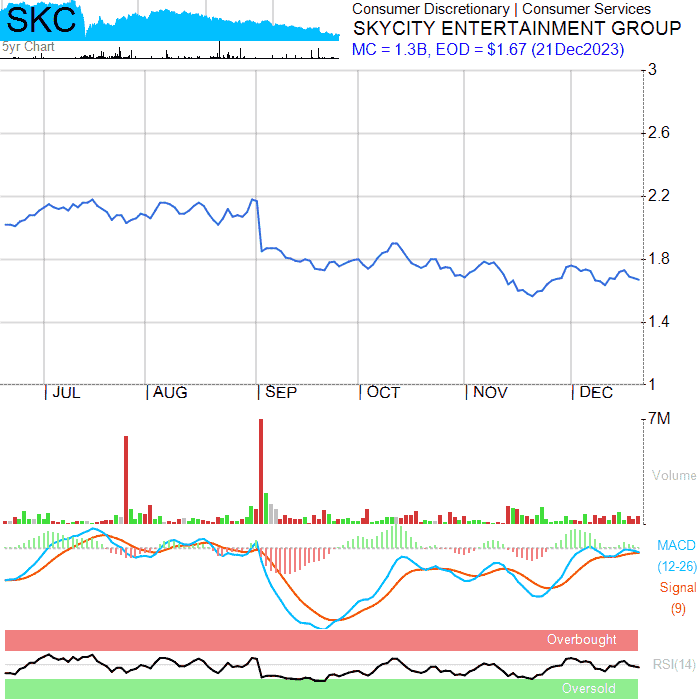 SKC
5yr Chart
Consumer Discretionary | Consumer Services
SKYCITY ENTERTAINMENT GROUP
MC = 1.3B, EOD = $1.67 (21Dec2023)
3
2.6
2.2
1.8
1.4
1
JUL AUG SEP OCT NOV DEC
7M
Volume
MACD
(12-26)
Signal
(9)
Overbought
RSI(14)
Oversold